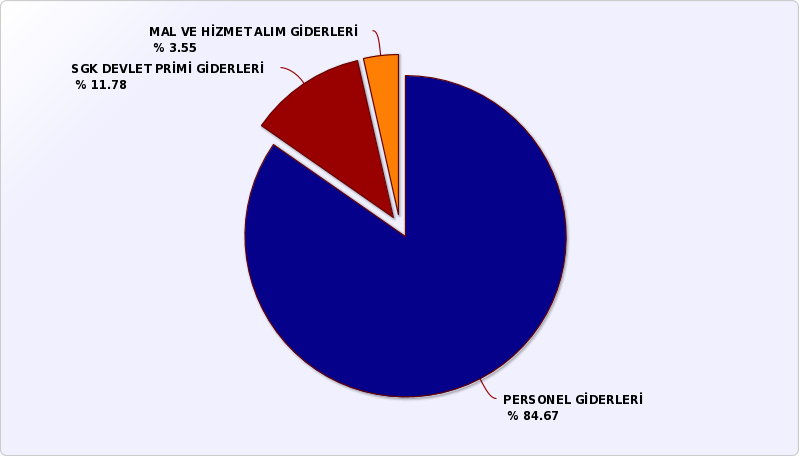 MAL VE HİZMET ALIM GİDERLERİ
% 3.55
SGK DEVLET PRİMİ GİDERLERİ
% 11.78
PERSONEL GİDERLERİ
% 84.67